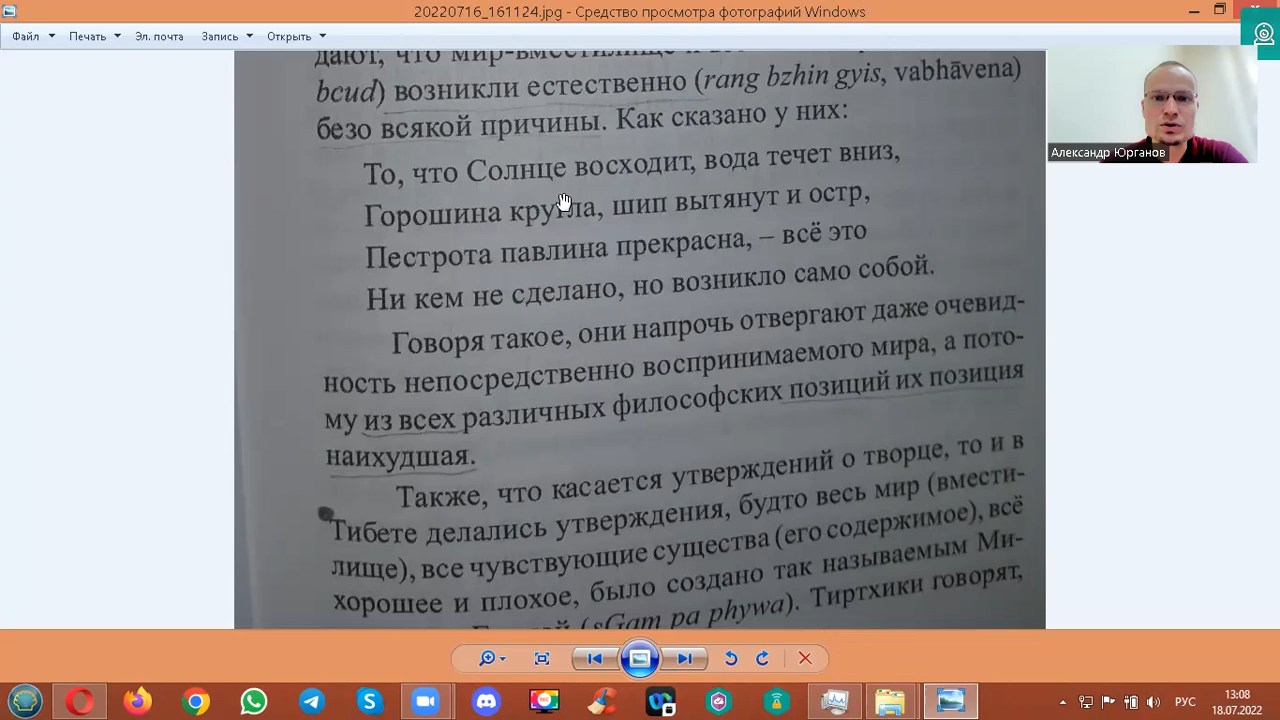 20220716_161124.jpg - Средство просмотра фотографий Windows
Файл Печать Эл. почта Запись Открыть
дают, что мир-вместилище и
bcud) возникли естественно (rang bzhin gyis, vabhāvena)
безо всякой причины. Как сказано у них:
То, что Солнце восходит, вода течет вниз,
Горошина кругла, шип вытянут и остр,
Пестрота павлина прекрасна, – всё это
Ни кем не сделано, но возникло само собой.
Говоря такое, они напрочь отвергают даже очевид-
ность непосредственно воспринимаемого мира, а пото-
му из всех различных философских позиций их позиция
наихудшая.
Также, что касается утверждений о творце, то и в
Тибете делались утверждения, будто весь мир (вмести-
лище), все чувствующие существа (его содержимое), всё
хорошее и плохое, было создано так называемым Ми-
(sGam pa phywa). Тиртхики говорят,
Александр Юрганов
РУС
13:08
18.07.2022